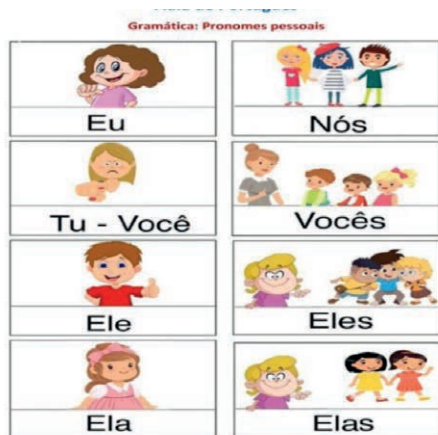 Gramática: Pronomes pessoais
Eu
Nós
Tu - Você
Vocês
Ele
Eles
Ela
Elas